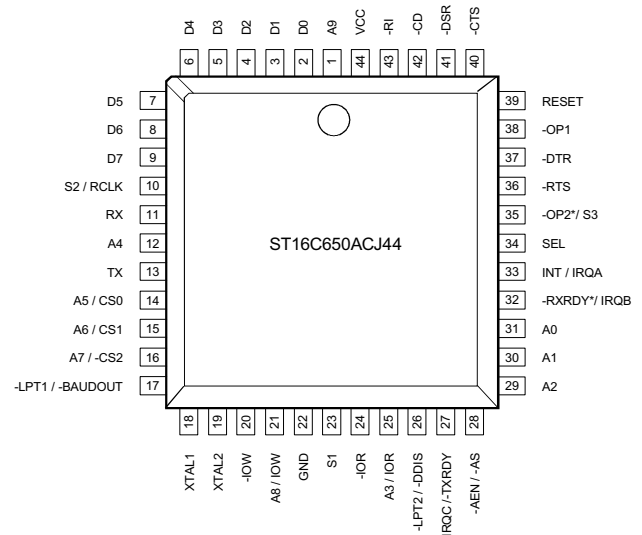 D4 D3 D2 D1 D0 A9 VCC -RI -CD -DSR -CTS
6 5 4 3 2 1 44 43 42 41 40
D5 7 39 RESET
D6 8 38 -OP1
D7 9 37 -DTR
S2 / RCLK 10 36 -RTS
RX 11 35 -OP2*/ S3
A4 12 ST16C650ACJ44 34 SEL
TX 13 33 INT / IRQA
A5 / CS0 14 32 -RXRDY*/ IRQB
A6 / CS1 15 31 A0
A7 / -CS2 16 30 A1
-LPT1 / -BAUDOUT 17 29 A2
18 19 20 21 22 23 24 25 26 27 28
XTAL1 XTAL2 -IOW A8 / IOW GND S1 -IOR A3 / IOR -LPT2 / -DDIS IRQC /-TXRDY -AEN / -AS